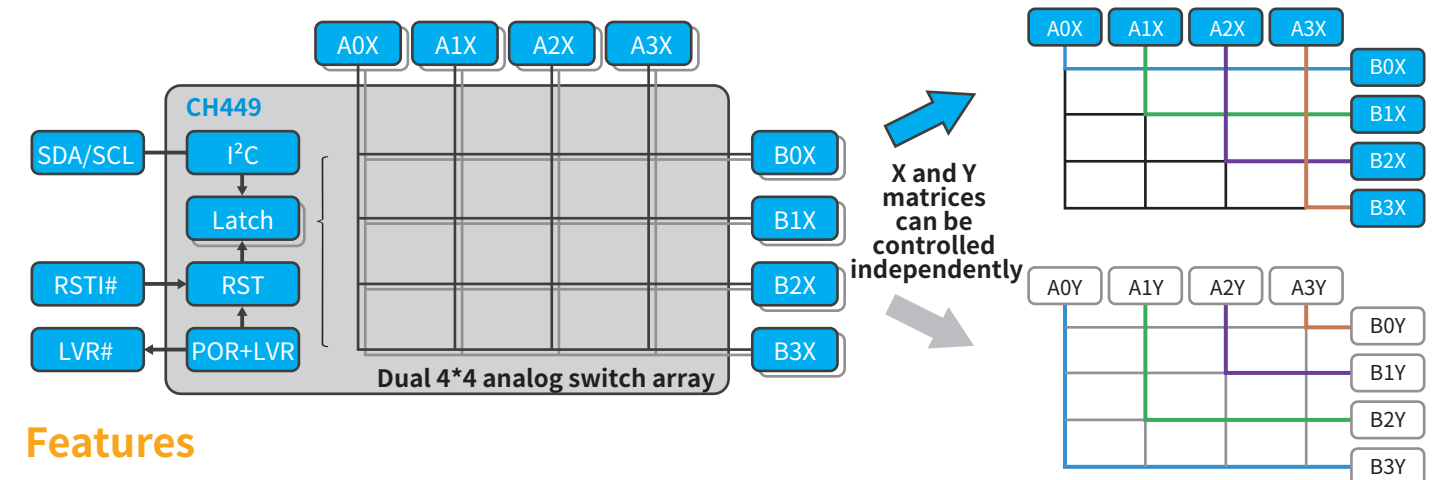 A0X A1X A2X A3X
CH449
SDA/SCL I²C
Latch
RSTI# RST
LVR# POR+LVR
B0X
B1X
B2X
B3X
Dual 4*4 analog switch array
X and Y
matrices
can be
controlled
independently
A0X A1X A2X A3X
B0X
B1X
B2X
B3X
A0Y A1Y A2Y A3Y
B0Y
B1Y
B2Y
B3Y
Features